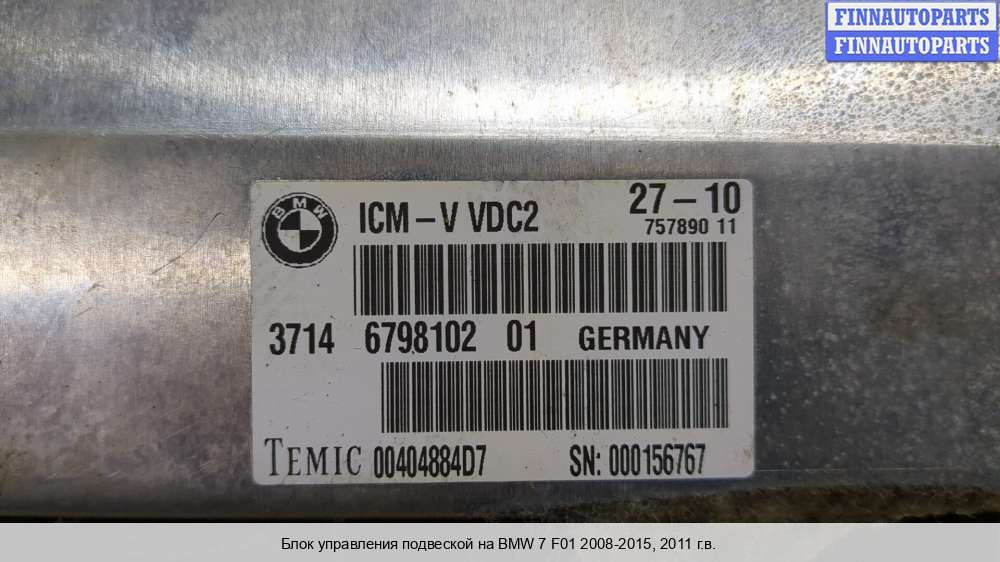 FINNAUTOPARTS
FINNAUTOPARTS
BMW
ICM – V VDC2
27 – 10
757890 11
3714 6798102 01 GERMANY
TEMIC 00404884D7 SN: 000156767
Блок управления подвеской на BMW 7 F01 2008-2015, 2011 г.в.